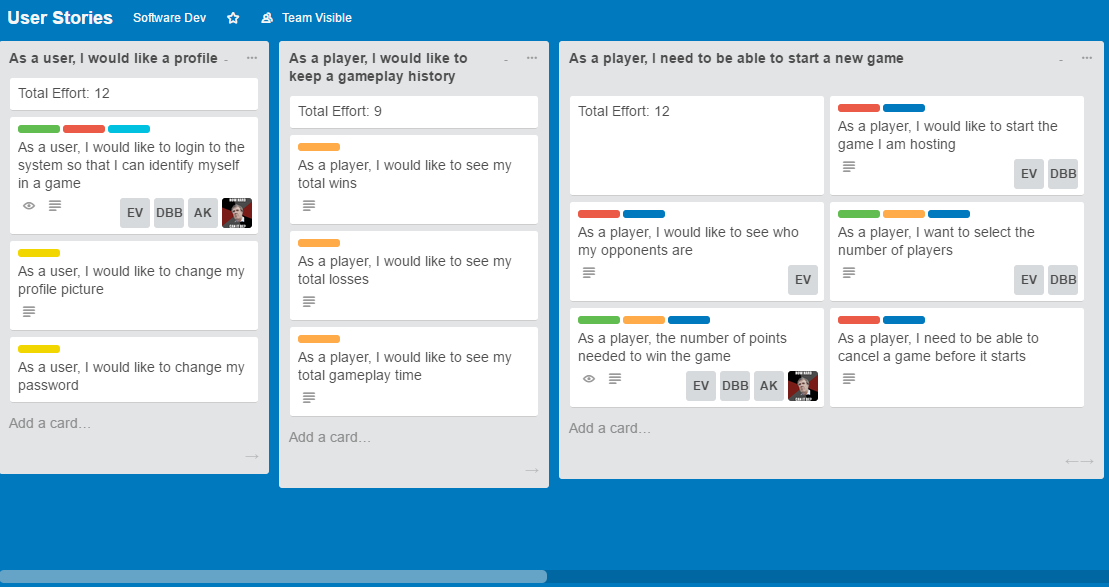 User Stories
Software Dev
Team Visible
As a user, I would like a profile
Total Effort: 12
As a user, I would like to login to the
system so that I can identify myself
in a game
EV DBB AK
As a user, I would like to change my
profile picture
As a user, I would like to change my
password
Add a card...
As a player, I would like to
keep a gameplay history
Total Effort: 9
As a player, I would like to see my
total wins
As a player, I would like to see my
total losses
As a player, I would like to see my
total gameplay time
Add a card...
As a player, I need to be able to start a new game
Total Effort: 12
As a player, I would like to start the
game I am hosting
EV DBB
As a player, I would like to see who
my opponents are
EV
As a player, I want to select the
number of players
EV DBB
As a player, the number of points
needed to win the game
EV DBB AK
As a player, I need to be able to
cancel a game before it starts
Add a card...